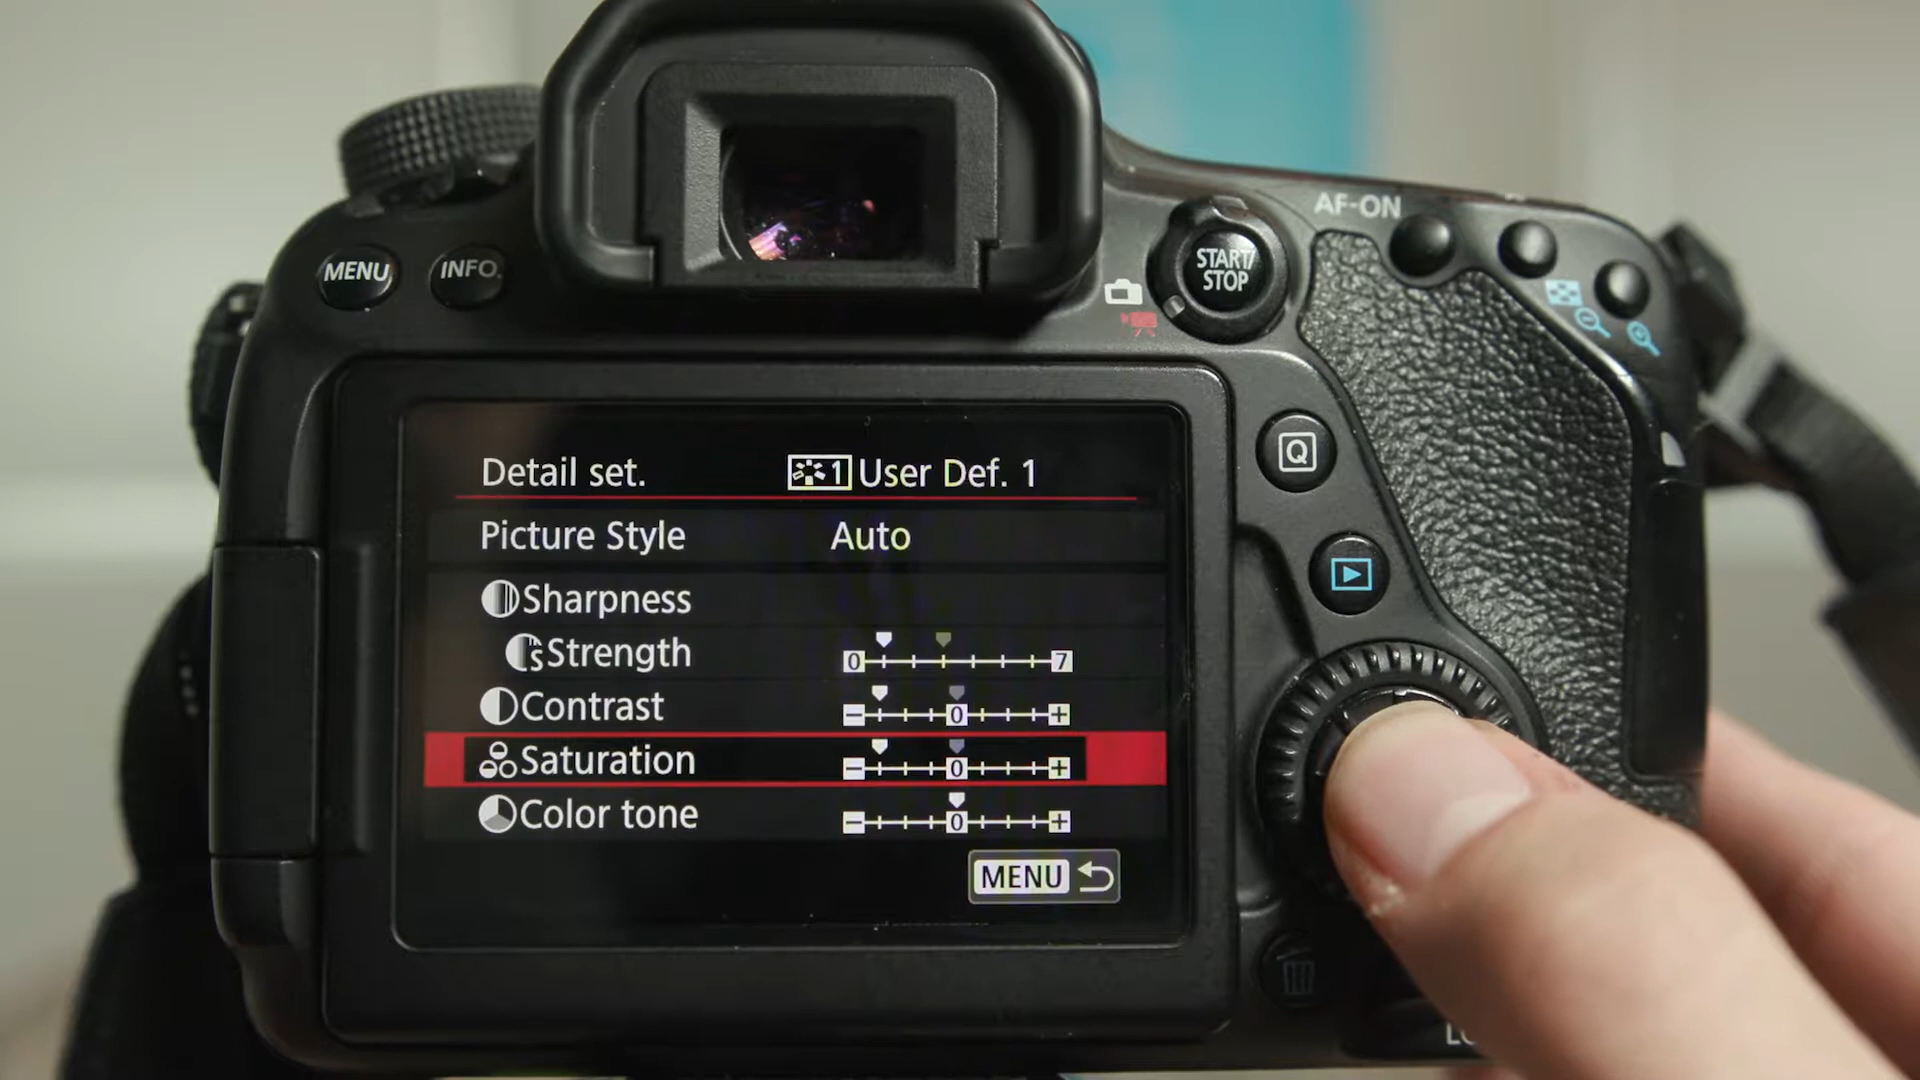 AF-ON
MENU INFO.
START/
STOP
Q
Detail set. 1 User Def. 1
Picture Style Auto
Sharpness
S Strength 0 7
Contrast − 0 +
Saturation − 0 +
Color tone − 0 +
MENU